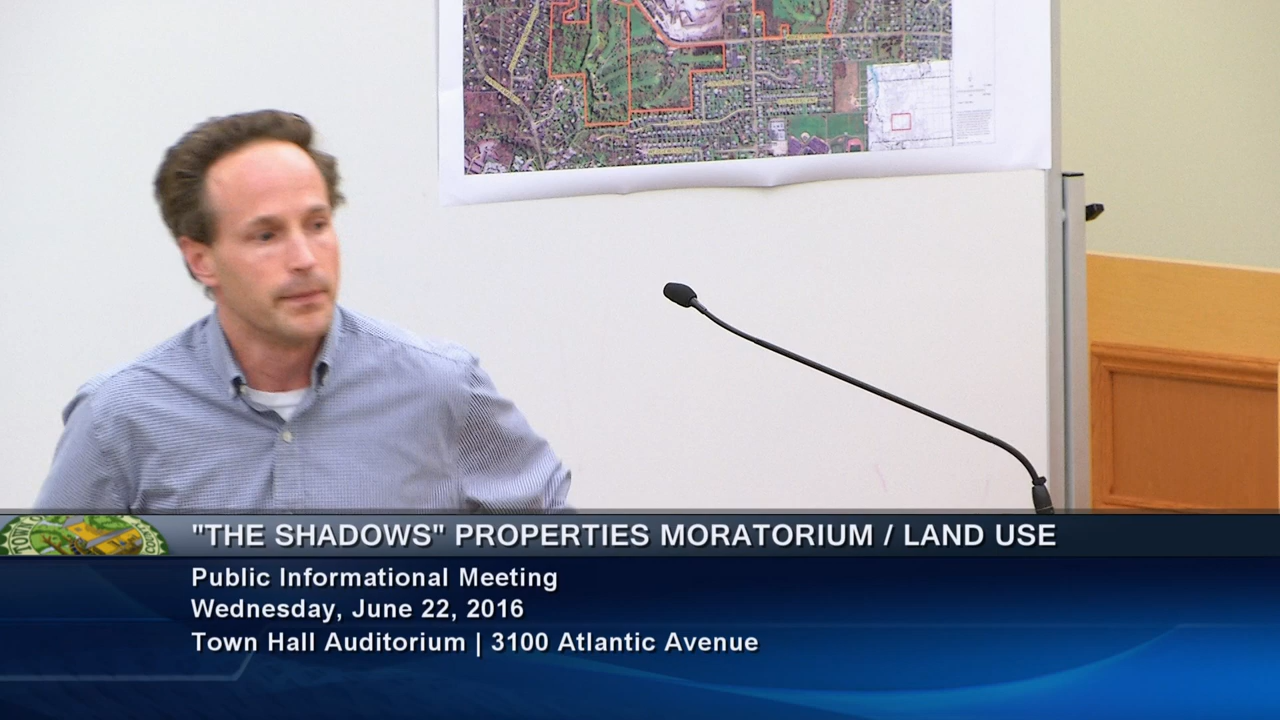 "THE SHADOWS" PROPERTIES MORATORIUM / LAND USE
Public Informational Meeting
Wednesday, June 22, 2016
Town Hall Auditorium | 3100 Atlantic Avenue